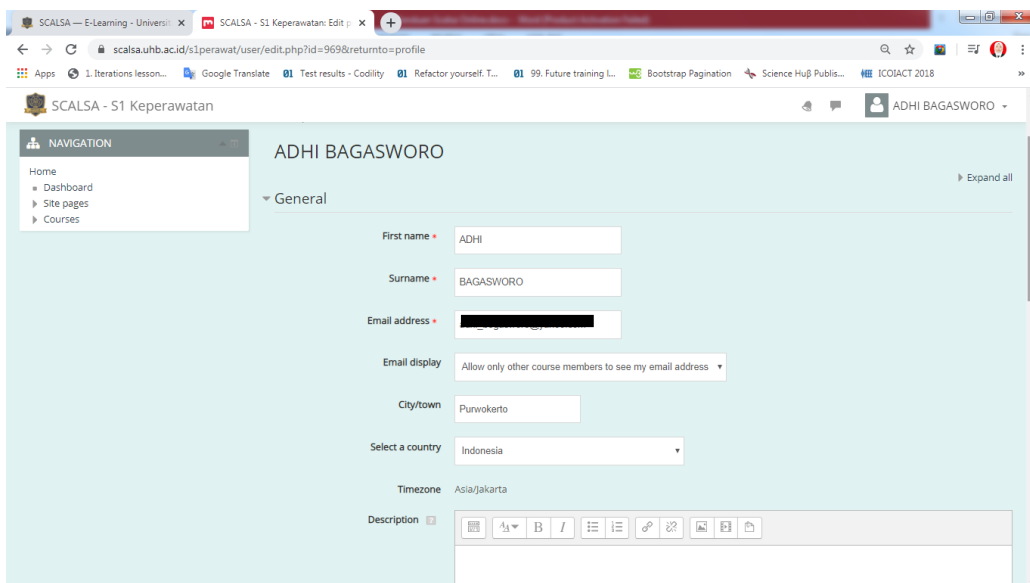 SCALSA — E-Learning - Universit
SCALSA - S1 Keperawatan: Edit p
scalsa.uhb.ac.id/s1perawat/user/edit.php?id=969&returnto=profile
Apps 1. Iterations lesson... Google Translate Test results - Codility Refactor yourself. T... 99. Future training l... Bootstrap Pagination Science Huβ Publis... ICOIACT 2018 »
SCALSA - S1 Keperawatan
ADHI BAGASWORO
NAVIGATION
Home
Dashboard
Site pages
Courses
ADHI BAGASWORO
Expand all
General
First name * ADHI
Surname * BAGASWORO
Email address *
Email display Allow only other course members to see my email address
City/town Purwokerto
Select a country Indonesia
Timezone Asia/Jakarta
Description ?
B I